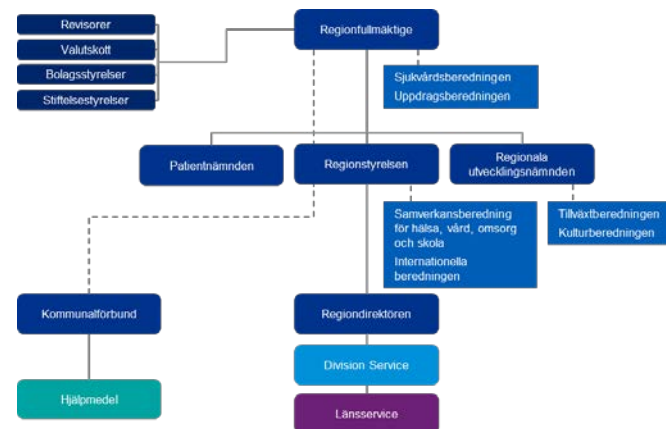 Revisorer
Valutskott
Bolagsstyrelser
Stiftelsestyrelser
Regionfullmäktige
Sjukvårdsberedningen
Uppdragsberedningen
Patientnämnden
Regionstyrelsen
Regionala
utvecklingsnämnden
Samverkansberedning
för hälsa, vård, omsorg
och skola
Internationella
beredningen
Tillväxtberedningen
Kulturberedningen
Kommunalförbund
Regiondirektören
Division Service
Hjälpmedel
Länsservice